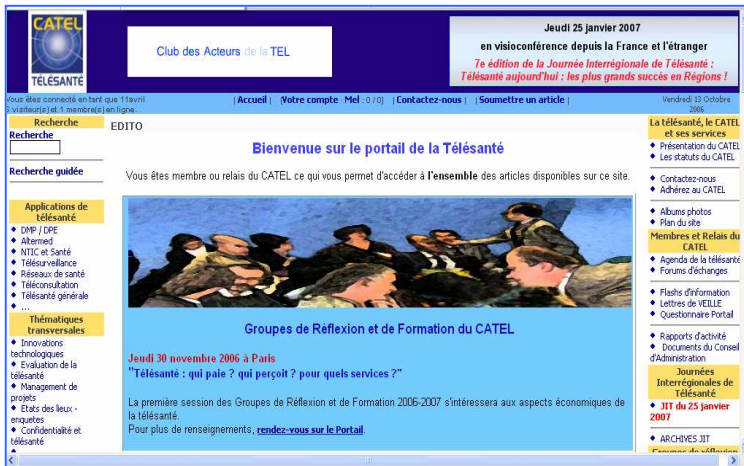 CATEL
TÉLÉSANTÉ
Club des Acteurs de la TEL
Jeudi 25 janvier 2007
en visioconférence depuis la France et l'étranger
7e édition de la Journée Interrégionale de Télésanté :
Télésanté aujourd'hui : les plus grands succès en Régions !
Vous êtes connecté en tant que 11avril
visiteur(s) et 1 membre(s) en ligne.
| Accueil | [Votre compte - Mel : 0 / 0] | Contactez-nous | Soumettre un article |
Vendredi 13 Octobre
2006
Recherche
Recherche
Recherche guidée
Applications de
télésanté
DMP / DPE
Altermed
NTIC et Santé
Télésurveillance
Réseaux de santé
Téléconsultation
Télésanté générale
...
Thématiques
transversales
Innovations
technologiques
Evaluation de la
télésanté
Management de
projets
Etats des lieux -
enquetes
Confidentialité et
télésanté
EDITO
Bienvenue sur le portail de la Télésanté
Vous êtes membre ou relais du CATEL ce qui vous permet d'accéder à l'ensemble des articles disponibles sur ce site.
Groupes de Réflexion et de Formation du CATEL
Jeudi 30 novembre 2006 à Paris
"Télésanté : qui paie ? qui perçoit ? pour quels services ?"
La première session des Groupes de Réflexion et de Formation 2006-2007 s'intéressera aux aspects économiques de
la télésanté.
Pour plus de renseignements, rendez-vous sur le Portail.
La télésanté, le CATEL
et ses services
Présentation du CATEL
Les statuts du CATEL
Contactez-nous
Adhérez au CATEL
Albums photos
Plan du site
Membres et Relais du
CATEL
Agenda de la télésanté
Forums d'échanges
Flashs d'information
Lettres de VEILLE
Questionnaire Portail
Rapports d'activité
Documents du Conseil
d'Administration
Journées
Interrégionales de
Télésanté
JIT du 25 janvier
2007
ARCHIVES JIT
Groupes de réflexion